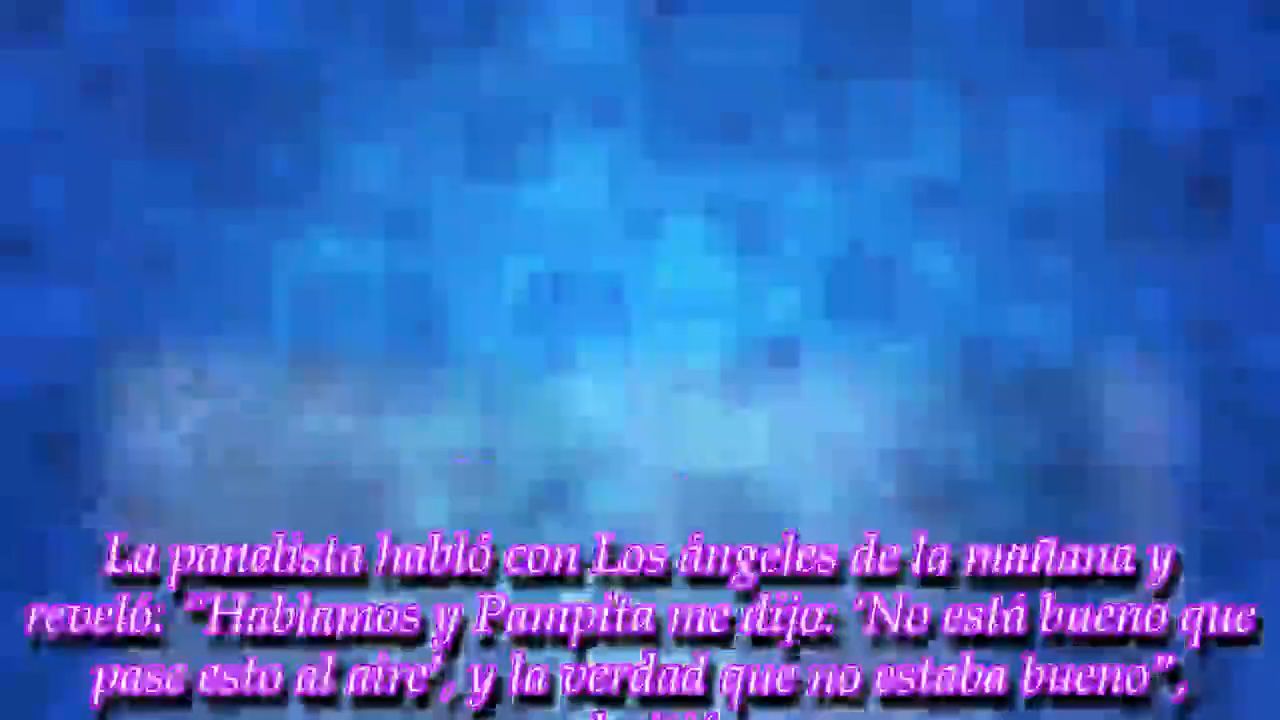 La panelista habló con Los ángeles de la mañana y
reveló: "Hablamos y Pampita me dijo: 'No está bueno que
pase esto al aire', y la verdad que no estaba bueno",